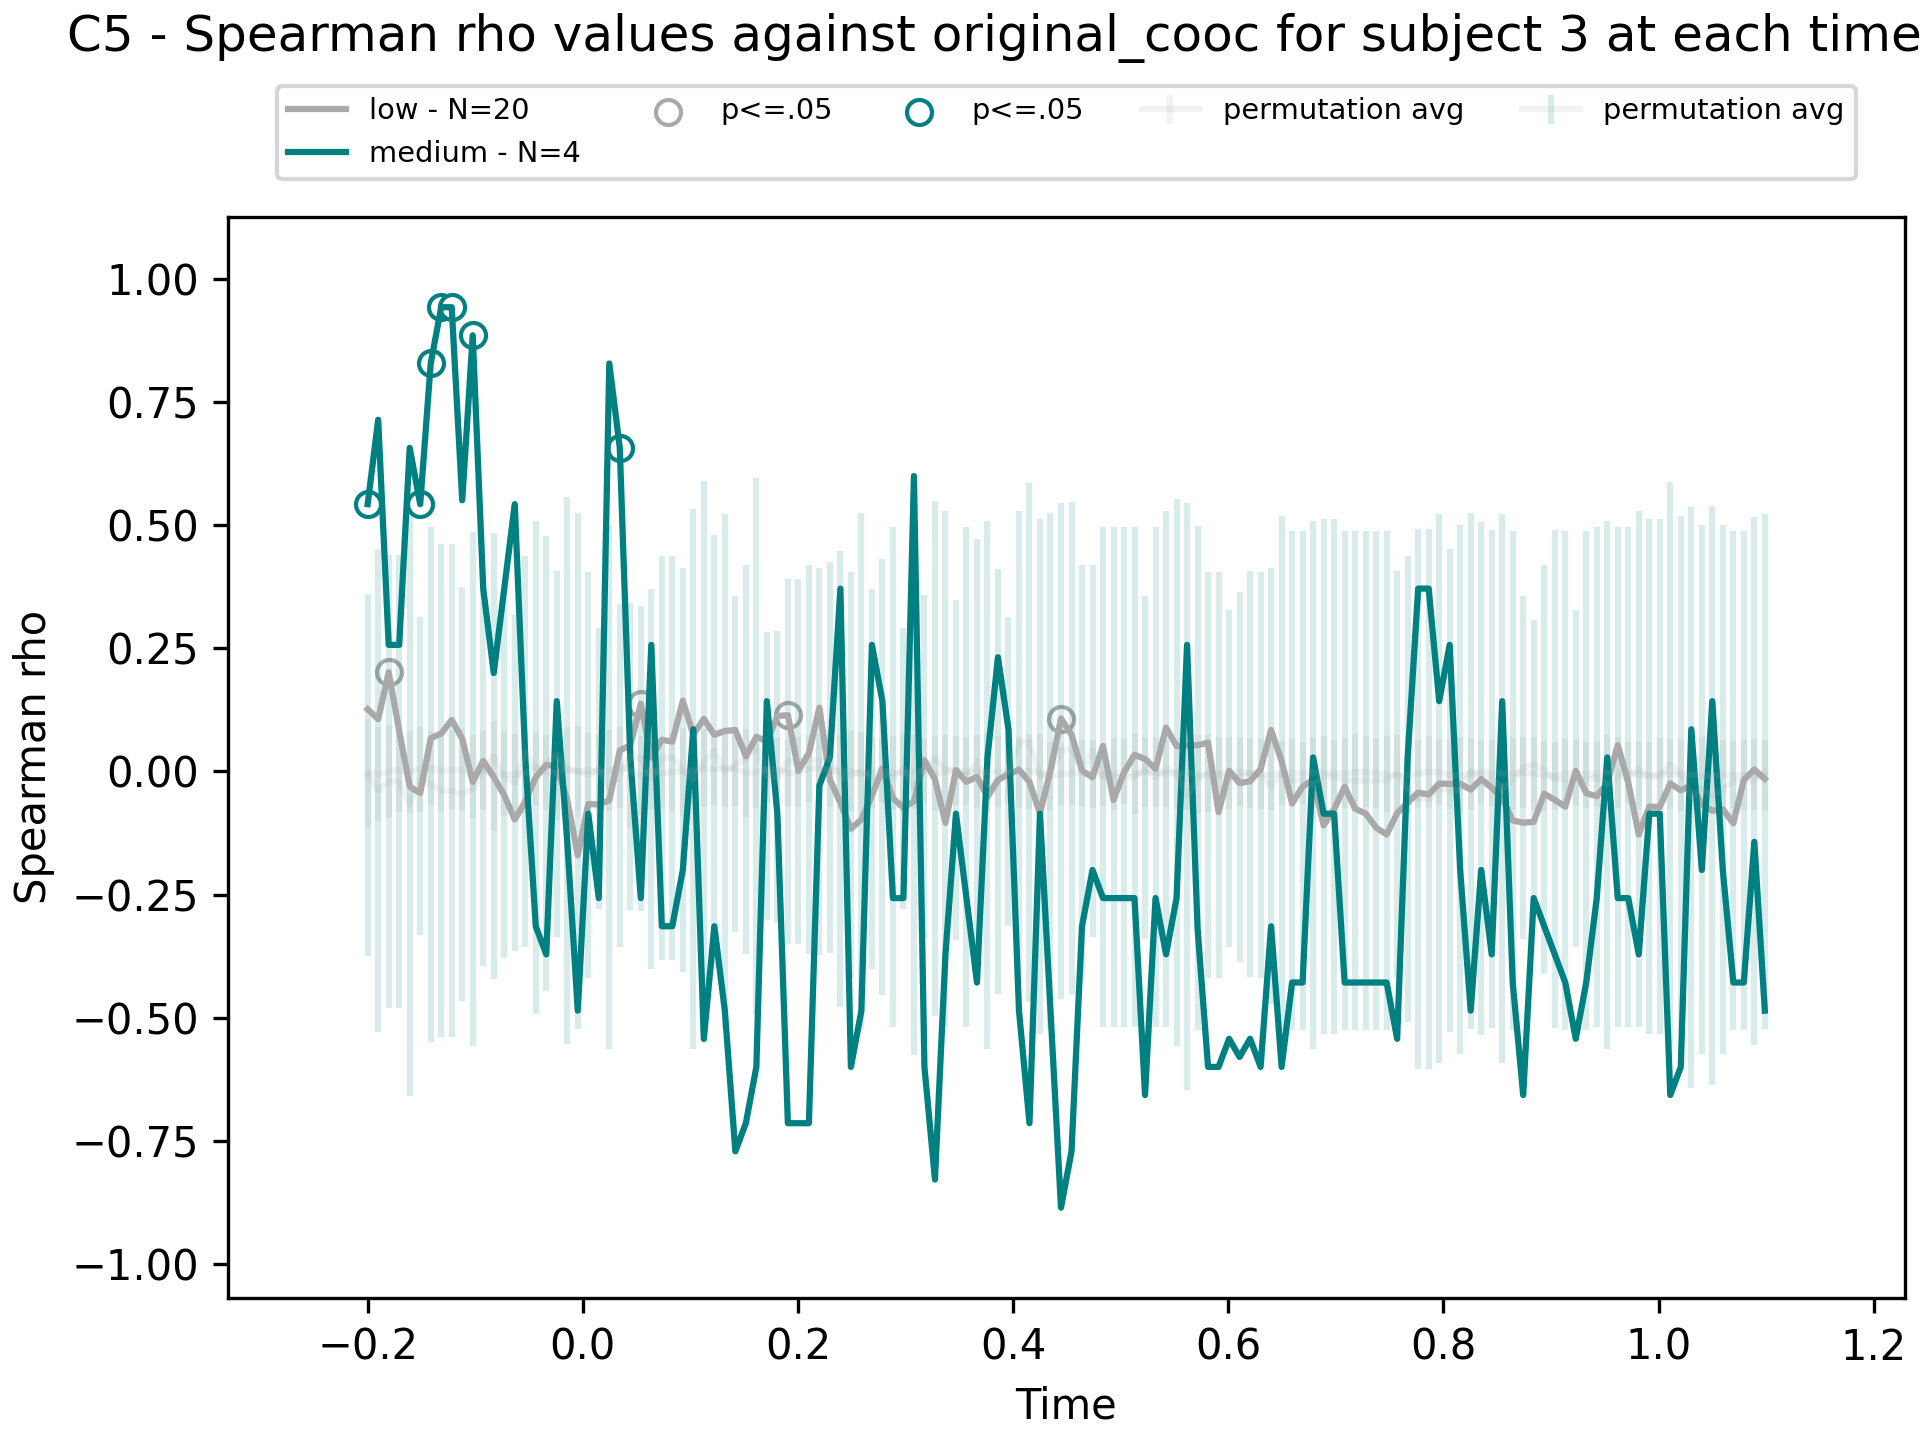 C5 - Spearman rho values against original_cooc for subject 3 at each time
low - N=20
medium - N=4
p<=.05
p<=.05
permutation avg
permutation avg
Spearman rho
1.00
0.75
0.50
0.25
0.00
−0.25
−0.50
−0.75
−1.00
−0.2 0.0 0.2 0.4 0.6 0.8 1.0 1.2
Time